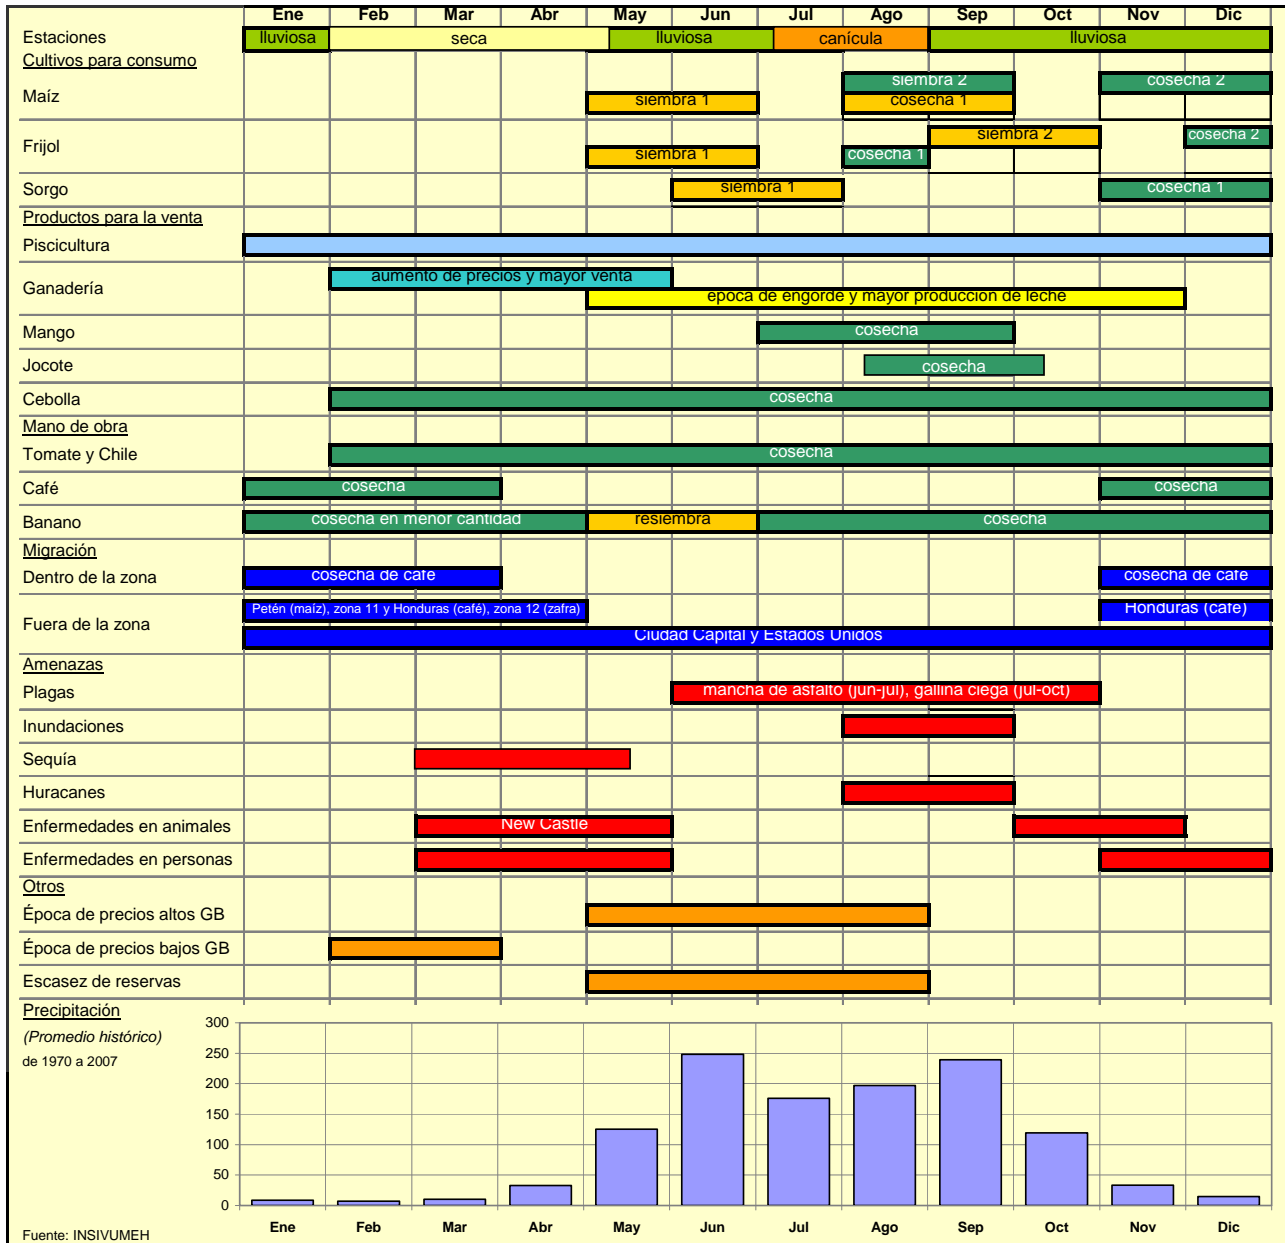 Ene Feb Mar Abr May Jun Jul Ago Sep Oct Nov Dic
Estaciones lluviosa seca lluviosa canícula lluviosa
Cultivos para consumo
siembra 2 cosecha 2
Maíz
siembra 1 cosecha 1
siembra 2 cosecha 2
Frijol
siembra 1 cosecha 1
Sorgo siembra 1 cosecha 1
Productos para la venta
Piscicultura
aumento de precios y mayor venta
Ganadería
época de engorde y mayor producción de leche
Mango cosecha
Jocote cosecha
Cebolla cosecha
Mano de obra
Tomate y Chile cosecha
Café cosecha cosecha
Banano cosecha en menor cantidad resiembra cosecha
Migración
Dentro de la zona cosecha de café cosecha de café
Petén (maíz), zona 11 y Honduras (café), zona 12 (zafra) Honduras (café)
Fuera de la zona
Ciudad Capital y Estados Unidos
Amenazas
Plagas mancha de asfalto (jun-jul), gallina ciega (jul-oct)
Inundaciones
Sequía
Huracanes
Enfermedades en animales New Castle
Enfermedades en personas
Otros
Época de precios altos GB
Época de precios bajos GB
Escasez de reservas
Precipitación
(Promedio histórico)
de 1970 a 2007
300
250
200
150
100
50
0
Ene Feb Mar Abr May Jun Jul Ago Sep Oct Nov Dic
Fuente: INSIVUMEH